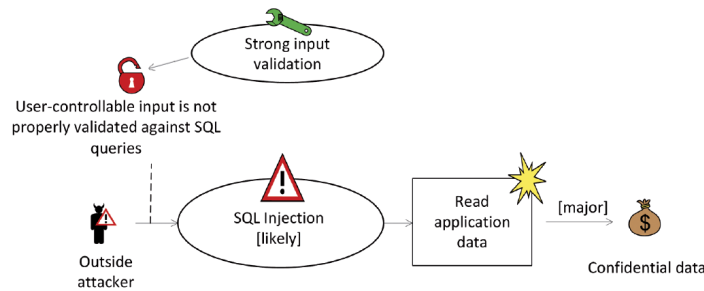 Strong input
validation
User-controllable input is not
properly validated against SQL
queries
SQL Injection
[likely]
Read
application
data
[major]
$
Outside
attacker
Confidential data